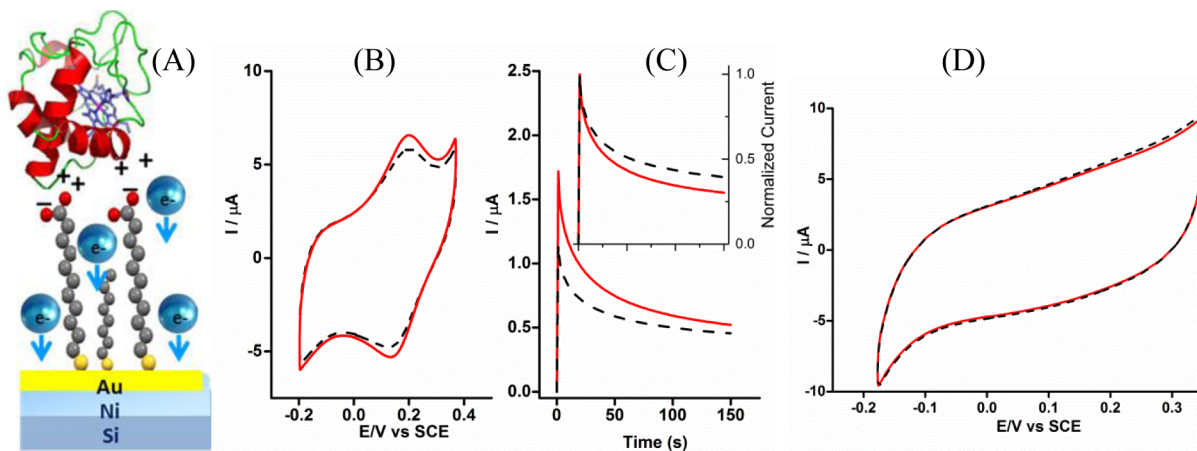 (A)
+ + + +
− −
e-
e-
e- e-
Au
Ni
Si
(B)
I / µA
10
5
0
-5
-0.2 0.0 0.2 0.4
E/V vs SCE
(C)
2.5
2.0
1.5
1.0
0.5
0.0
0 50 100 150
Time (s)
1.0
0.5
0.0
Normalized Current
(D)
I / µA
10
5
0
-5
-10
-0.2 -0.1 0.0 0.1 0.2 0.3
E/V vs SCE
I / µA